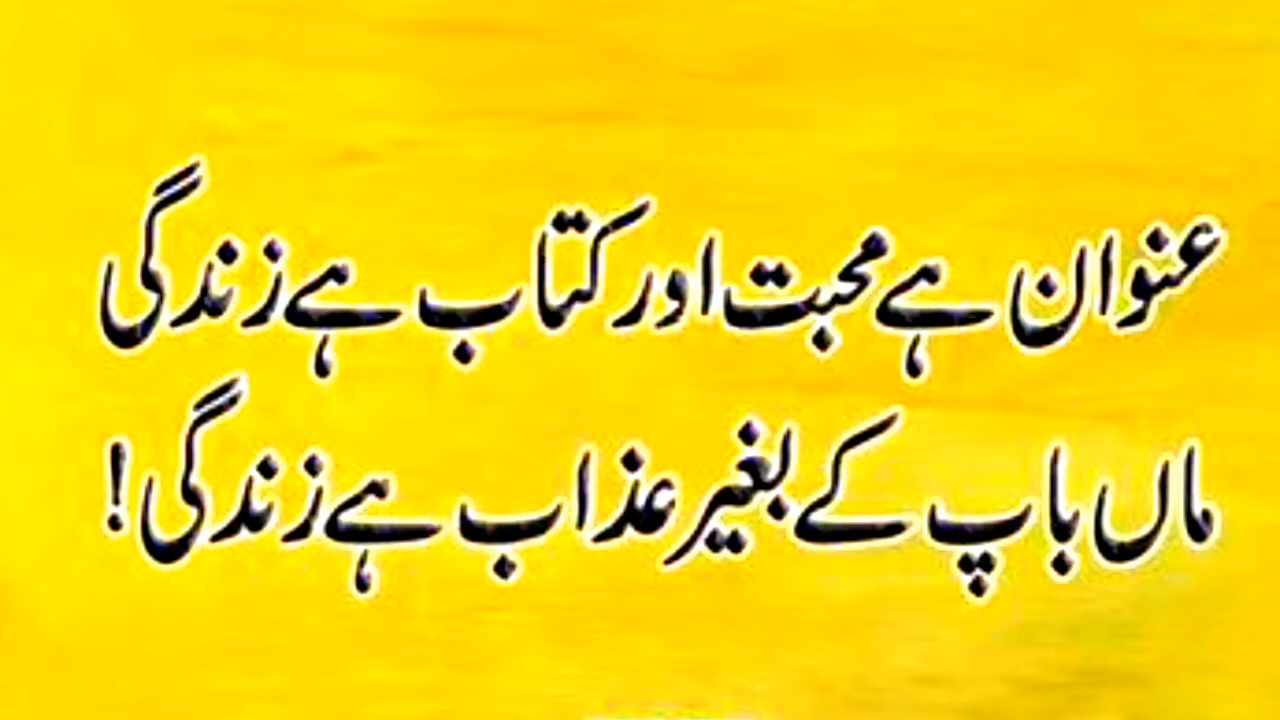 عنوان ہے محبت اور کتاب ہے زندگی
ماں باپ کے بغیر عذاب ہے زندگی!